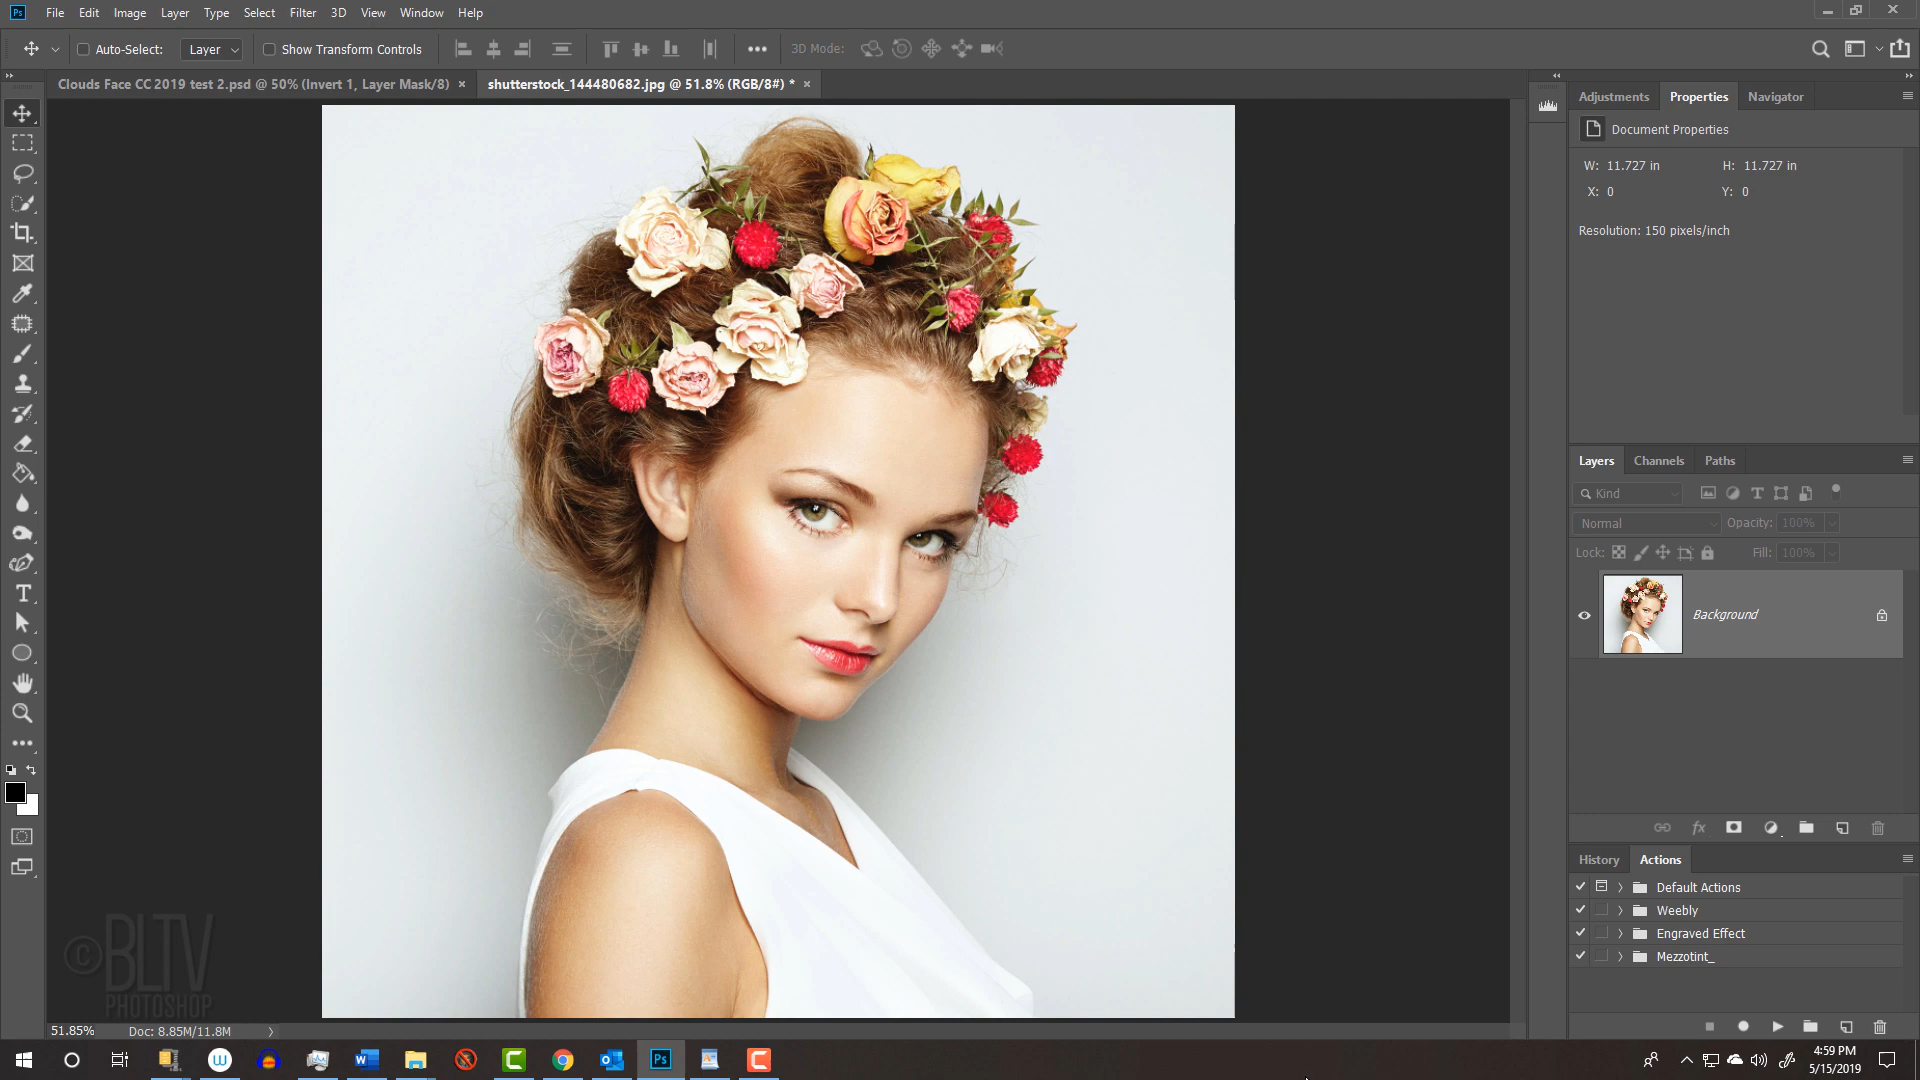 Ps File Edit Image Layer Type Select Filter 3D View Window Help
Auto-Select: Layer Show Transform Controls 3D Mode:
Clouds Face CC 2019 test 2.psd @ 50% (Invert 1, Layer Mask/8) × shutterstock_144480682.jpg @ 51.8% (RGB/8#) * ×
Adjustments Properties Navigator
Document Properties
W: 11.727 in H: 11.727 in
X: 0 Y: 0
Resolution: 150 pixels/inch
Layers Channels Paths
Kind
Normal Opacity: 100%
Lock: Fill: 100%
Background
fx
History Actions
Default Actions
Weebly
Engraved Effect
Mezzotint_
©BLTV
PHOTOSHOP
51.85% Doc: 8.85M/11.8M
4:59 PM
5/15/2019